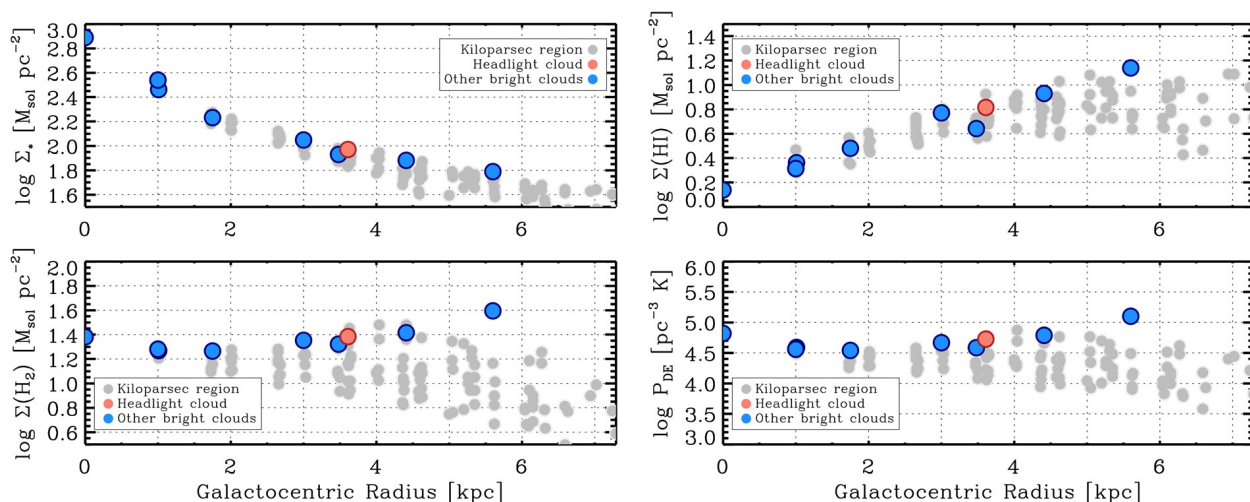 log Σ* [Msol pc⁻²]
3.0
2.8
2.6
2.4
2.2
2.0
1.8
1.6
Kiloparsec region
Headlight cloud
Other bright clouds
0 2 4 6
log Σ(HI) [Msol pc⁻²]
1.4
1.2
1.0
0.8
0.6
0.4
0.2
0.0
Kiloparsec region
Headlight cloud
Other bright clouds
0 2 4 6
log Σ(H₂) [Msol pc⁻²]
2.0
1.8
1.6
1.4
1.2
1.0
0.8
0.6
Kiloparsec region
Headlight cloud
Other bright clouds
0 2 4 6
Galactocentric Radius [kpc]
log PDE [pc⁻³ K]
6.0
5.5
5.0
4.5
4.0
3.5
3.0
Kiloparsec region
Headlight cloud
Other bright clouds
0 2 4 6
Galactocentric Radius [kpc]